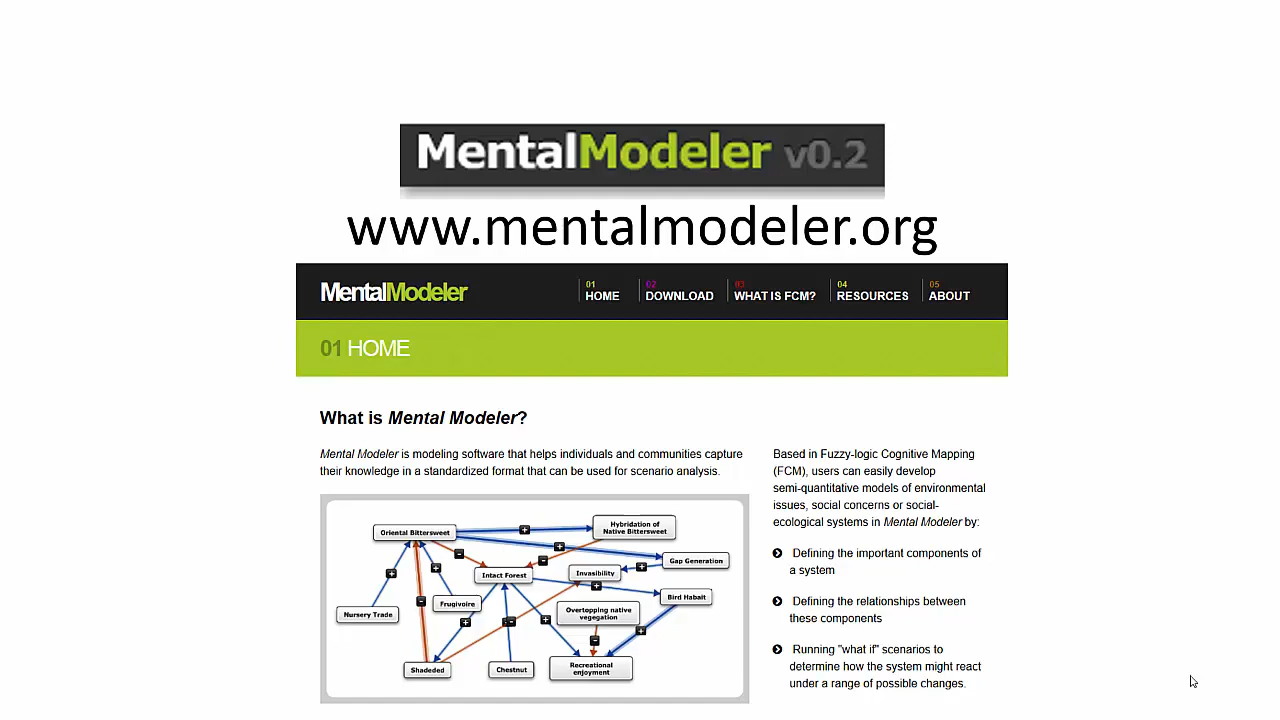 MentalModeler v0.2
www.mentalmodeler.org
MentalModeler
01 HOME
02 DOWNLOAD
03 WHAT IS FCM?
04 RESOURCES
05 ABOUT
01 HOME
What is Mental Modeler?
Mental Modeler is modeling software that helps individuals and communities capture
their knowledge in a standardized format that can be used for scenario analysis.
Based in Fuzzy-logic Cognitive Mapping
(FCM), users can easily develop
semi-quantitative models of environmental
issues, social concerns or social-
ecological systems in Mental Modeler by:
Defining the important components of
a system
Defining the relationships between
these components
Running "what if" scenarios to
determine how the system might react
under a range of possible changes.
Oriental Bittersweet
Hybridation of
Native Bittersweet
Gap Generation
Intact Forest
Invasibility
Bird Habait
Frugivoire
Nursery Trade
Overtopping native
vegegation
Shadeded
Chestnut
Recreational
enjoyment